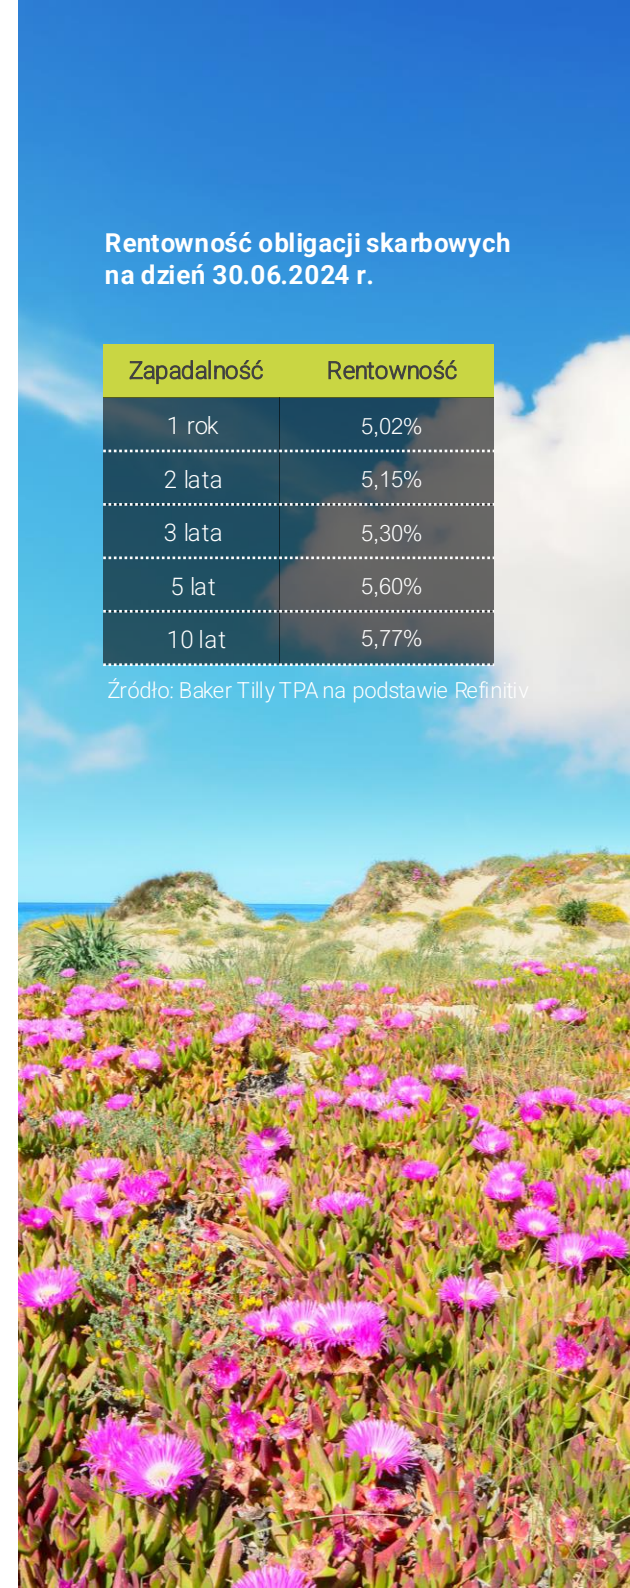 Rentowność obligacji skarbowych
na dzień 30.06.2024 r.
Zapadalność Rentowność
1 rok 5,02%
2 lata 5,15%
3 lata 5,30%
5 lat 5,60%
10 lat 5,77%
Źródło: Baker Tilly TPA na podstawie Refinitiv